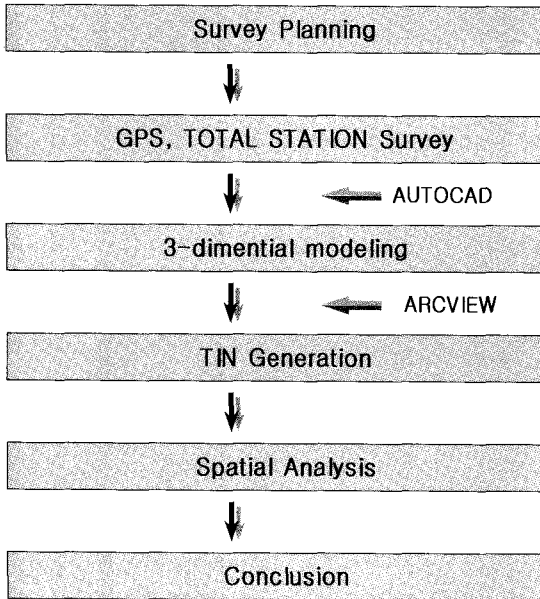 Survey Planning
GPS, TOTAL STATION Survey
AUTOCAD
3-dimential modeling
ARCVIEW
TIN Generation
Spatial Analysis
Conclusion